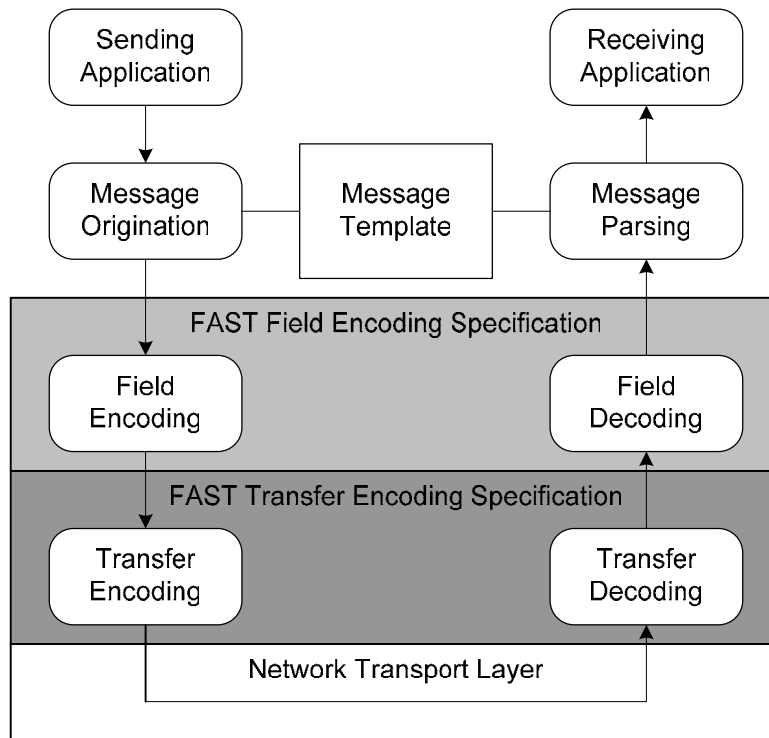 Sending
Application
Receiving
Application
Message
Origination
Message
Template
Message
Parsing
FAST Field Encoding Specification
Field
Encoding
Field
Decoding
FAST Transfer Encoding Specification
Transfer
Encoding
Transfer
Decoding
Network Transport Layer